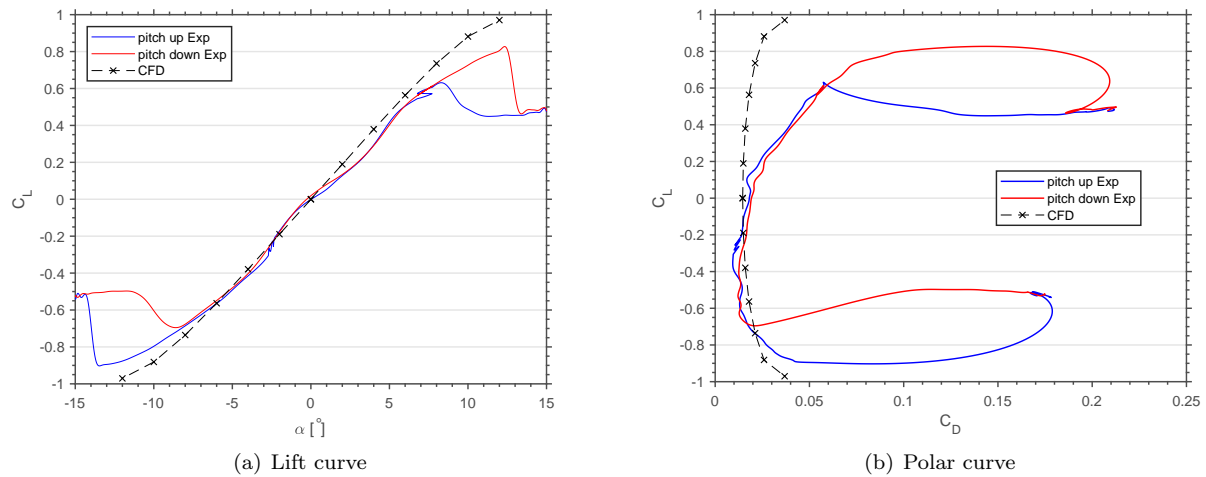 pitch up Exp
pitch down Exp
CFD
1
0.8
0.6
0.4
0.2
0
-0.2
-0.4
-0.6
-0.8
-1
C_L
-15 -10 -5 0 5 10 15
α [°]
(a) Lift curve
1
0.8
0.6
0.4
0.2
0
-0.2
-0.4
-0.6
-0.8
-1
C_L
pitch up Exp
pitch down Exp
CFD
0 0.05 0.1 0.15 0.2 0.25
C_D
(b) Polar curve